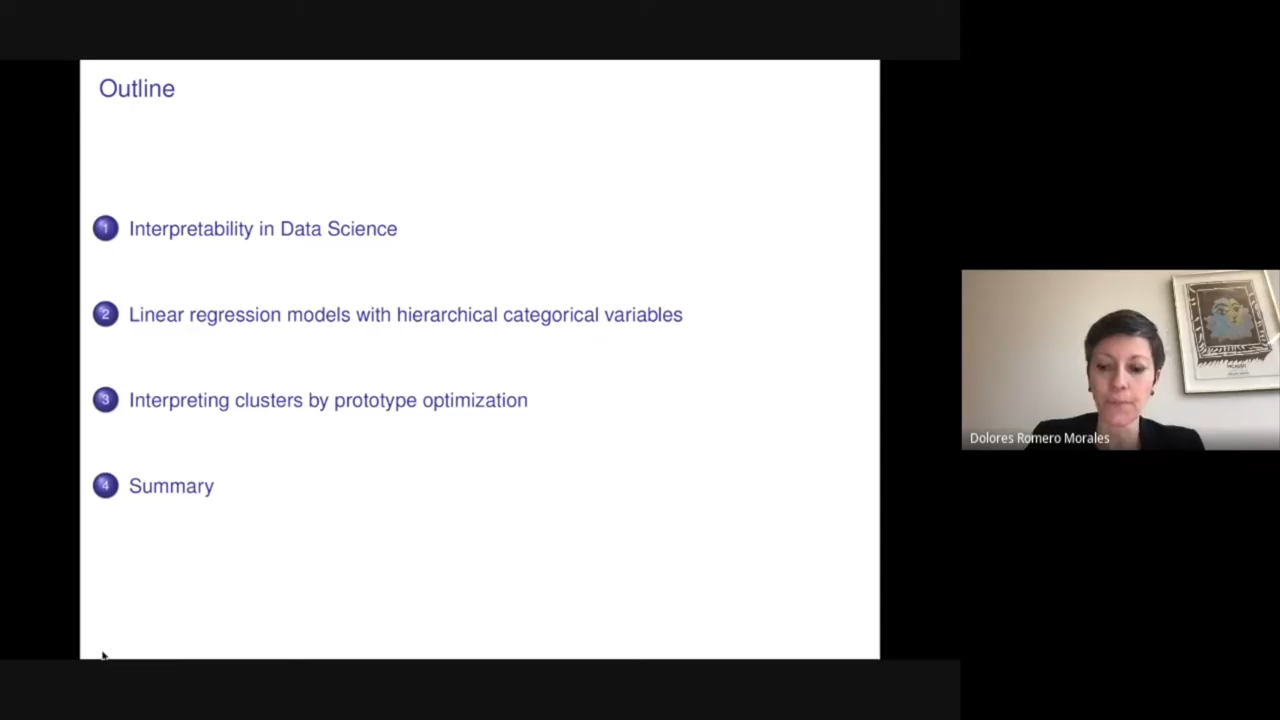 Outline
1 Interpretability in Data Science
2 Linear regression models with hierarchical categorical variables
3 Interpreting clusters by prototype optimization
4 Summary
Dolores Romero Morales